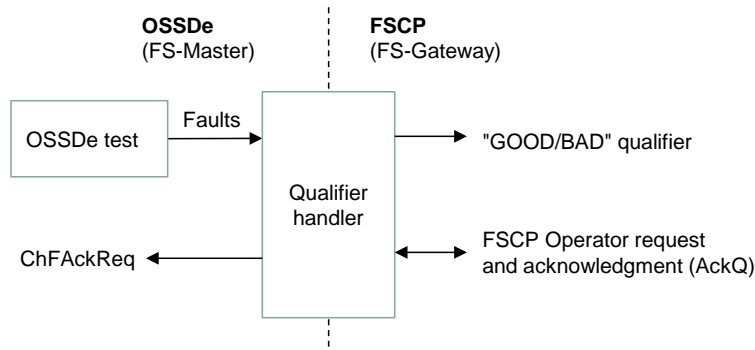 OSSDe
(FS-Master)
FSCP
(FS-Gateway)
OSSDe test
Faults
Qualifier
handler
"GOOD/BAD" qualifier
ChFAckReq
FSCP Operator request
and acknowledgment (AckQ)